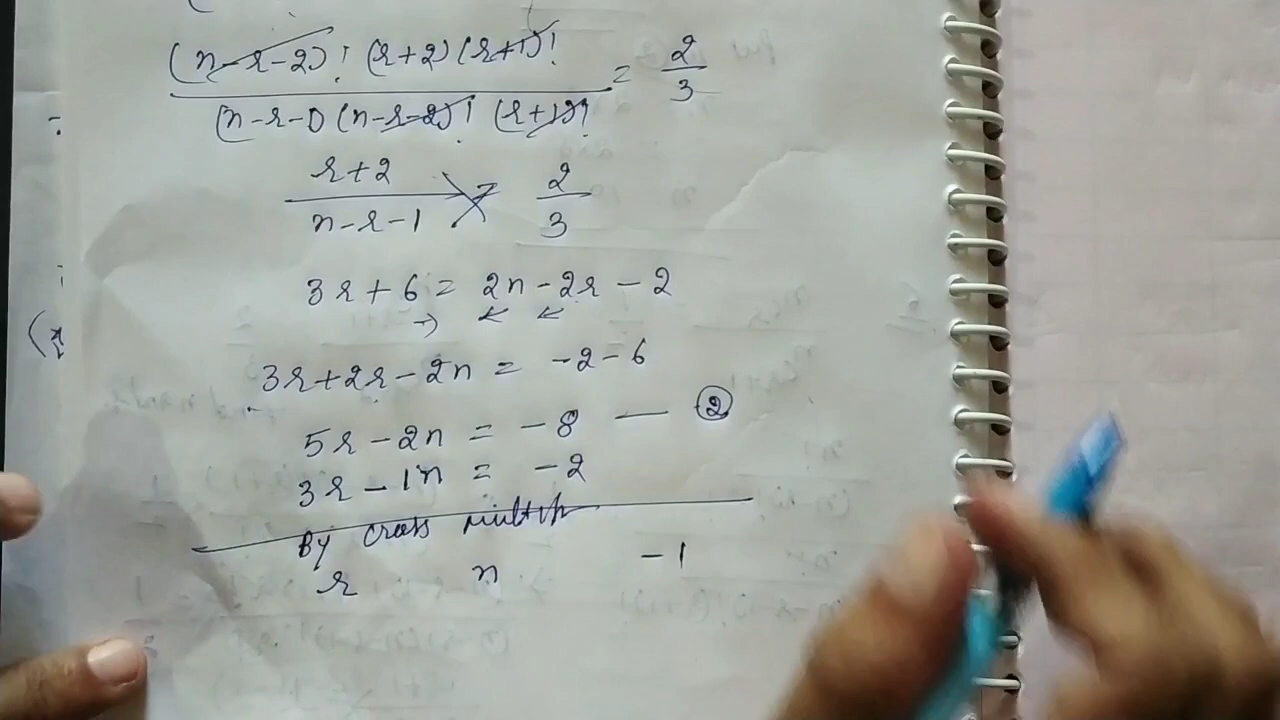 (n-r-2)! (r+2)(r+1)!
= 2/3
(n-r-1)(n-r-2)! (r+1)!
r+2 / n-r-1 = 2/3
3r+6 = 2n-2r-2
3r+2r-2n = -2-6
5r-2n = -8 — ②
3r-1n = -2
By cross multip
r n -1